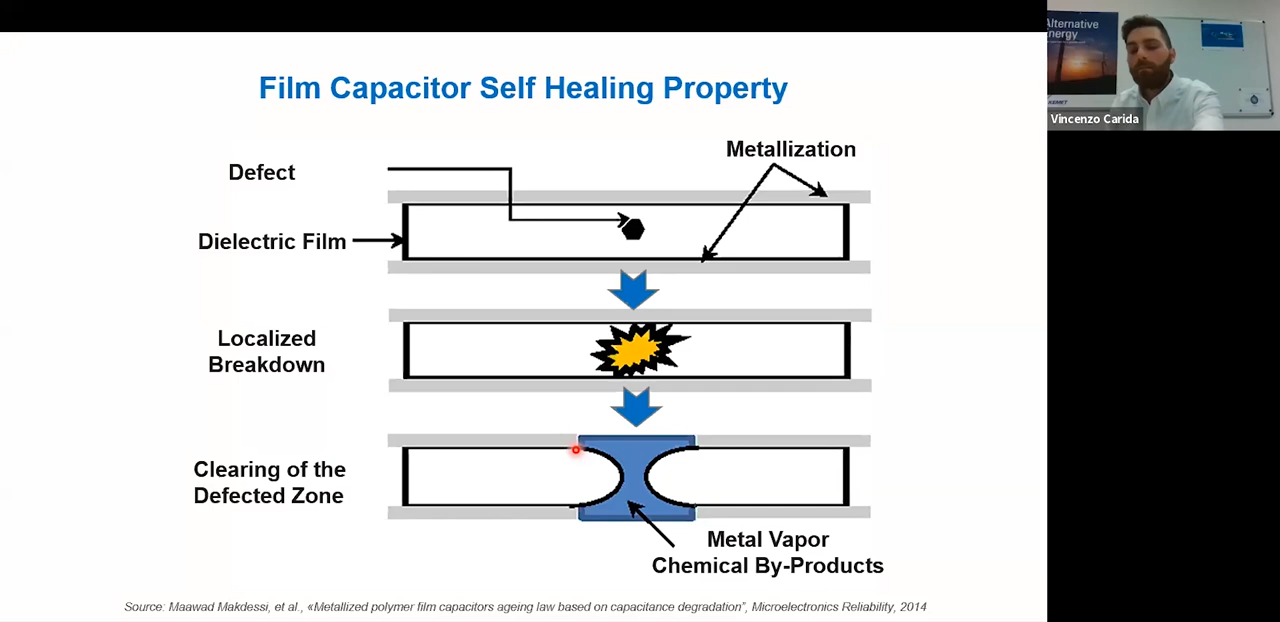 Film Capacitor Self Healing Property
Defect
Metallization
Dielectric Film
Localized
Breakdown
Clearing of the
Defected Zone
Metal Vapor
Chemical By-Products
Source: Maawad Makdessi, et al., «Metallized polymer film capacitors ageing law based on capacitance degradation”, Microelectronics Reliability, 2014
Alternative
Energy
Vincenzo Carida